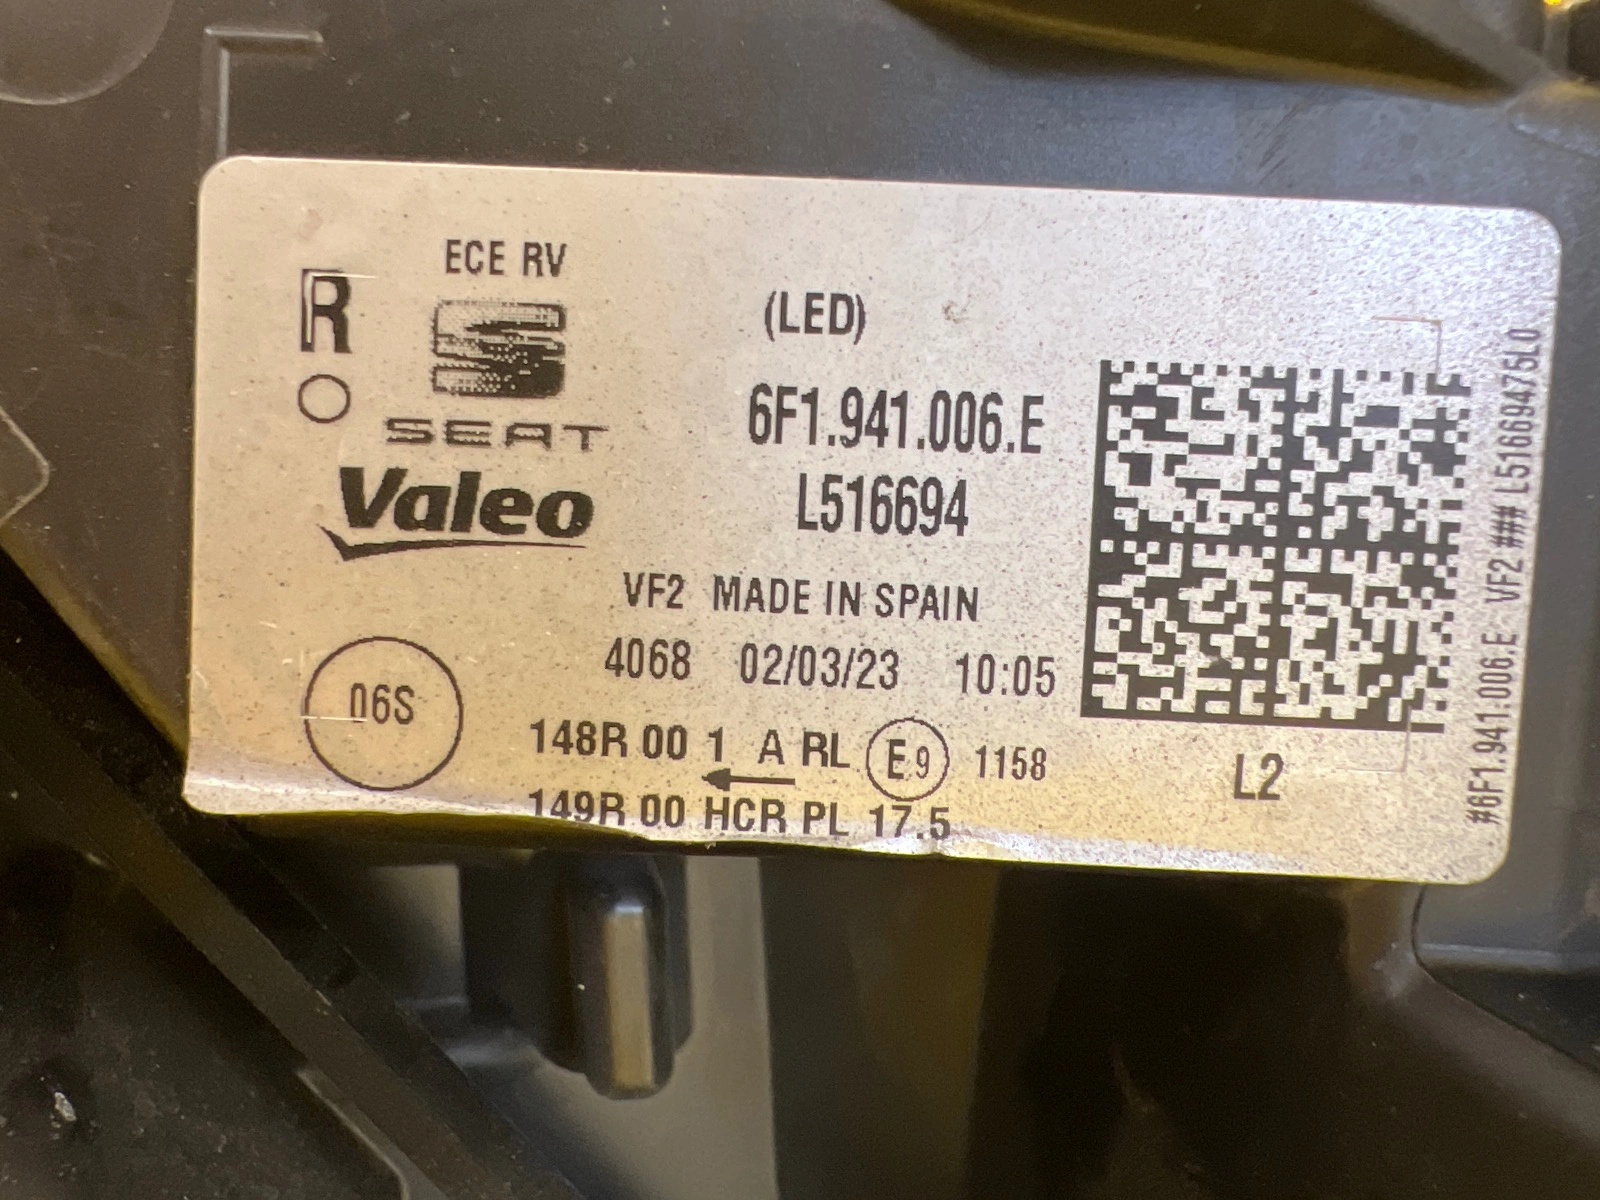 ECE RV
R
SEAT
Valeo
(LED)
6F1.941.006.E
L516694
VF2 MADE IN SPAIN
4068 02/03/23 10:05
06S
148R 00 1 A RL E9 1158
149R 00 HCR PL 17.5
L2
#6F1.941.006.E VF2 ### L516694756L0